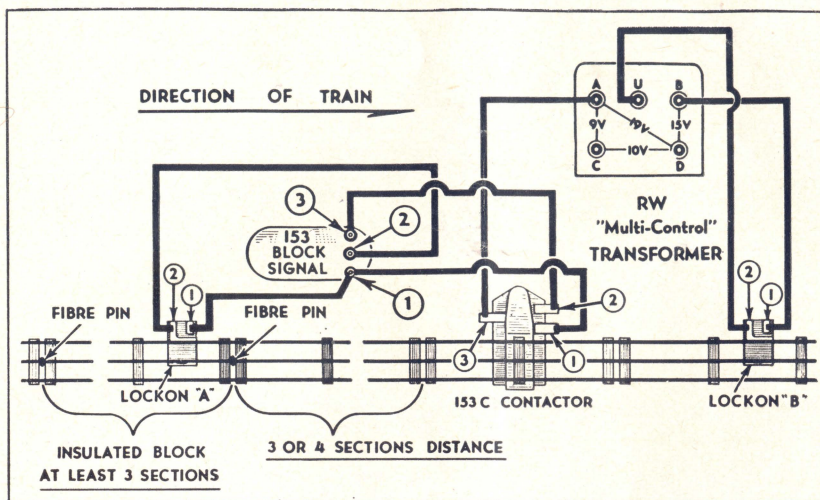 DIRECTION OF TRAIN
A U B
9V 19V 15V
10V
C D
RW
"Multi-Control"
TRANSFORMER
3
2
153
BLOCK
SIGNAL
1
2 1
FIBRE PIN
FIBRE PIN
3
2
1
2 1
LOCKON "A"
153 C CONTACTOR
LOCKON "B"
INSULATED BLOCK
AT LEAST 3 SECTIONS
3 OR 4 SECTIONS DISTANCE